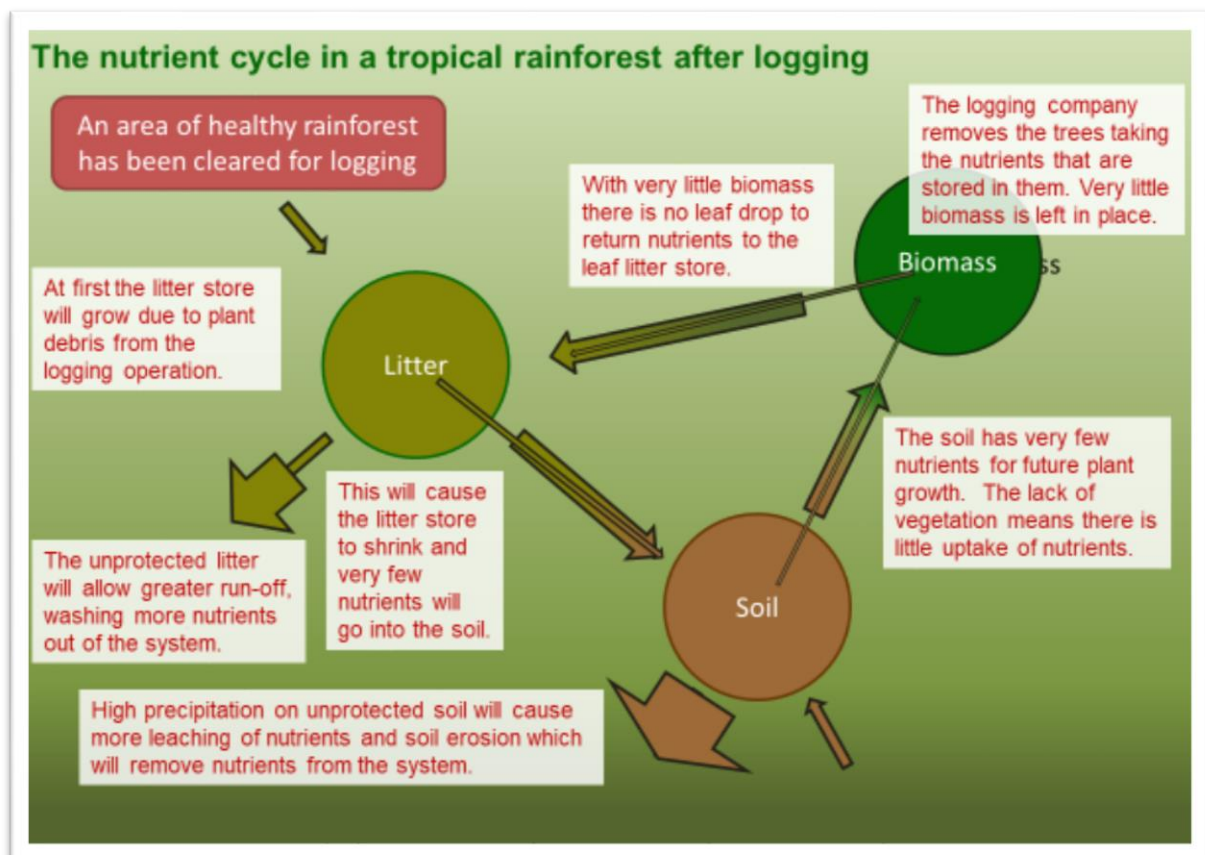 The nutrient cycle in a tropical rainforest after logging
An area of healthy rainforest
has been cleared for logging
The logging company
removes the trees taking
the nutrients that are
stored in them. Very little
biomass is left in place.
With very little biomass
there is no leaf drop to
return nutrients to the
leaf litter store.
Biomass
ss
At first the litter store
will grow due to plant
debris from the
logging operation.
Litter
The soil has very few
nutrients for future plant
growth. The lack of
vegetation means there is
little uptake of nutrients.
This will cause
the litter store
to shrink and
very few
nutrients will
go into the soil.
The unprotected litter
will allow greater run-off,
washing more nutrients
out of the system.
Soil
High precipitation on unprotected soil will cause
more leaching of nutrients and soil erosion which
will remove nutrients from the system.